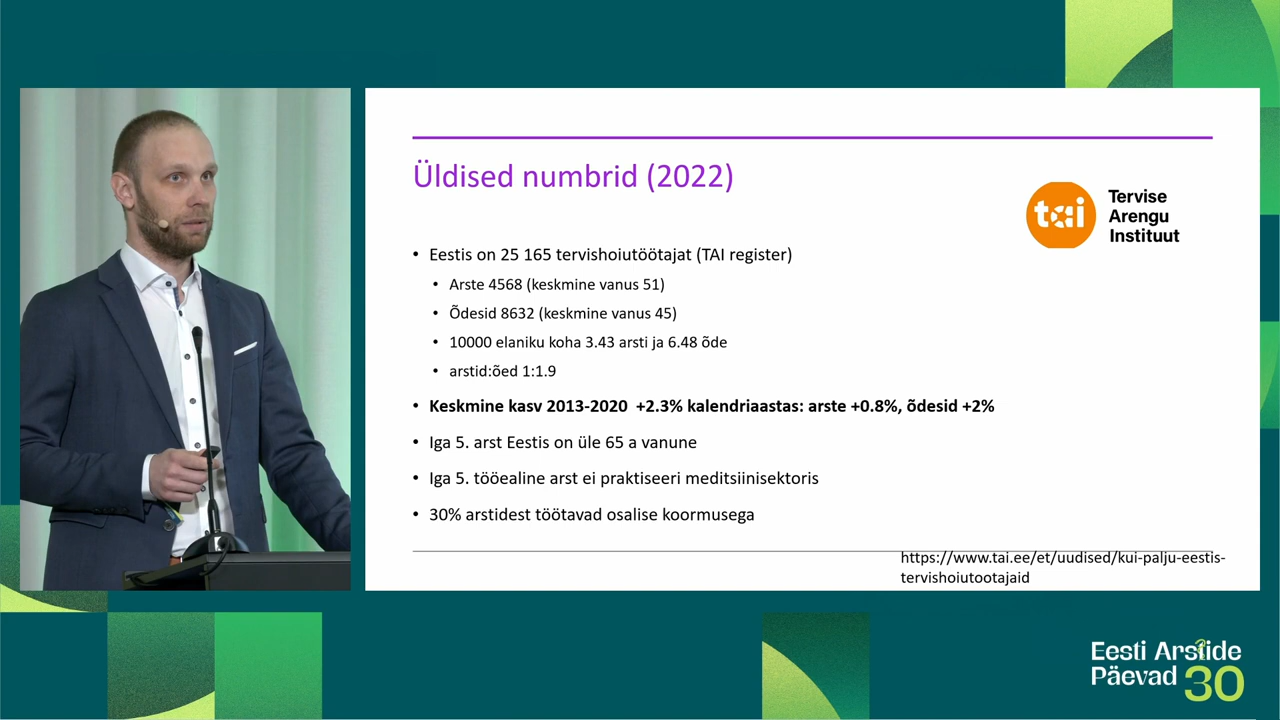 Üldised numbrid (2022)
tai
Tervise
Arengu
Instituut
• Eestis on 25 165 tervishoiutöötajat (TAI register)
• Arste 4568 (keskmine vanus 51)
• Õdesid 8632 (keskmine vanus 45)
• 10000 elaniku koha 3.43 arsti ja 6.48 õde
• arstid:õed 1:1.9
• Keskmine kasv 2013-2020 +2.3% kalendriaastas: arste +0.8%, õdesid +2%
• Iga 5. arst Eestis on üle 65 a vanune
• Iga 5. tööealine arst ei praktiseeri meditsiinisektoris
• 30% arstidest töötavad osalise koormusega
https://www.tai.ee/et/uudised/kui-palju-eestis-
tervishoiutootajaid
Eesti Arstide
Päevad 30